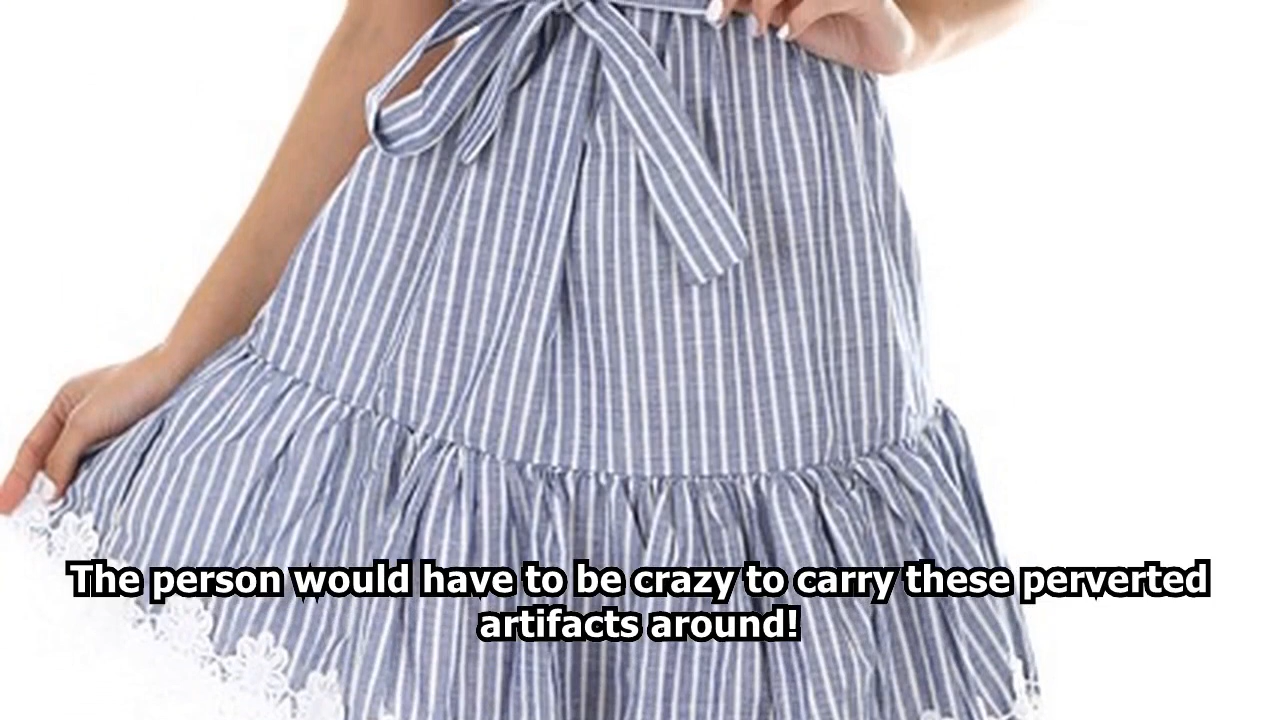 The person would have to be crazy to carry these perverted
artifacts around!